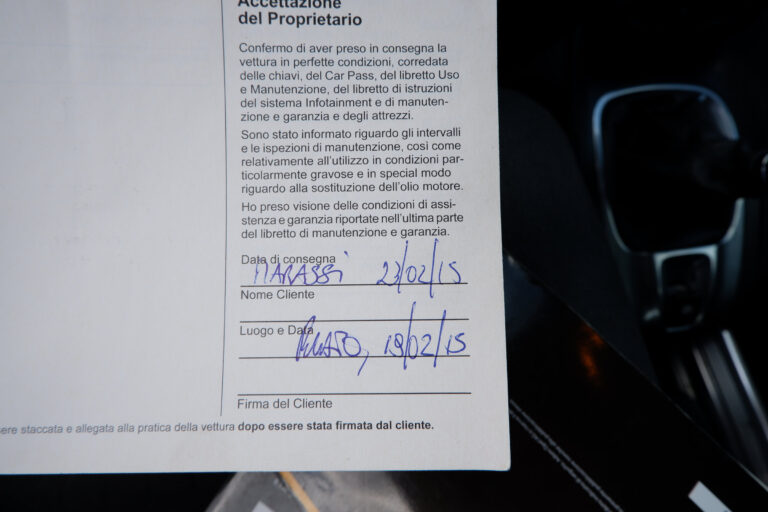 Accettazione
del Proprietario
Confermo di aver preso in consegna la
vettura in perfette condizioni, corredata
delle chiavi, del Car Pass, del libretto Uso
e Manutenzione, del libretto di istruzioni
del sistema Infotainment e di manuten-
zione e garanzia e degli attrezzi.
Sono stato informato riguardo gli intervalli
e le ispezioni di manutenzione, così come
relativamente all'utilizzo in condizioni par-
ticolarmente gravose e in special modo
riguardo alla sostituzione dell'olio motore.
Ho preso visione delle condizioni di assi-
stenza e garanzia riportate nell'ultima parte
del libretto di manutenzione e garanzia.
Data di consegna
MARASSi 23/02/15
Nome Cliente
Luogo e Data
19/02/15
Firma del Cliente
ere staccata e allegata alla pratica della vettura dopo essere stata firmata dal cliente.